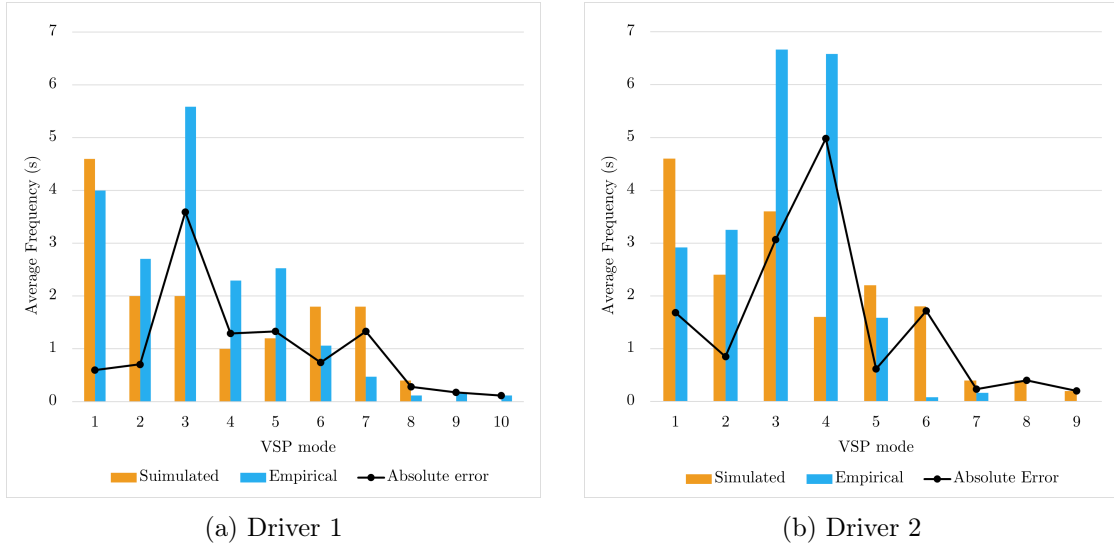 7
6
5
4
3
2
1
0
Average Frequency (s)
1 2 3 4 5 6 7 8 9 10
VSP mode
Suimulated Empirical Absolute error
(a) Driver 1
7
6
5
4
3
2
1
0
Average Frequency (s)
1 2 3 4 5 6 7 8 9
VSP mode
Simulated Empirical Absolute Error
(b) Driver 2